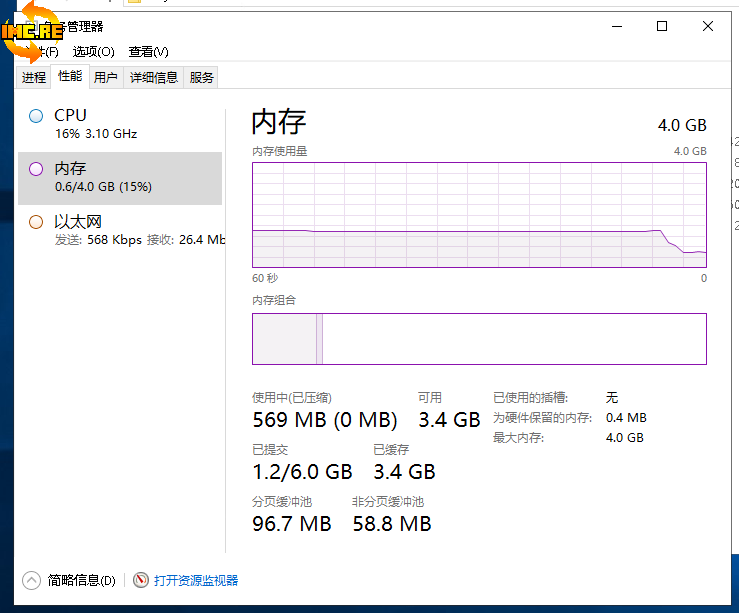 IMC.RE
任务管理器
文件(F) 选项(O) 查看(V)
进程 性能 用户 详细信息 服务
CPU
16% 3.10 GHz
内存
0.6/4.0 GB (15%)
以太网
发送: 568 Kbps 接收: 26.4 Mb
内存
4.0 GB
内存使用量
4.0 GB
60 秒
0
内存组合
使用中(已压缩)
569 MB (0 MB)
可用
3.4 GB
已提交
1.2/6.0 GB
已缓存
3.4 GB
分页缓冲池
96.7 MB
非分页缓冲池
58.8 MB
已使用的插槽: 无
为硬件保留的内存: 0.4 MB
最大内存: 4.0 GB
简略信息(D)
打开资源监视器